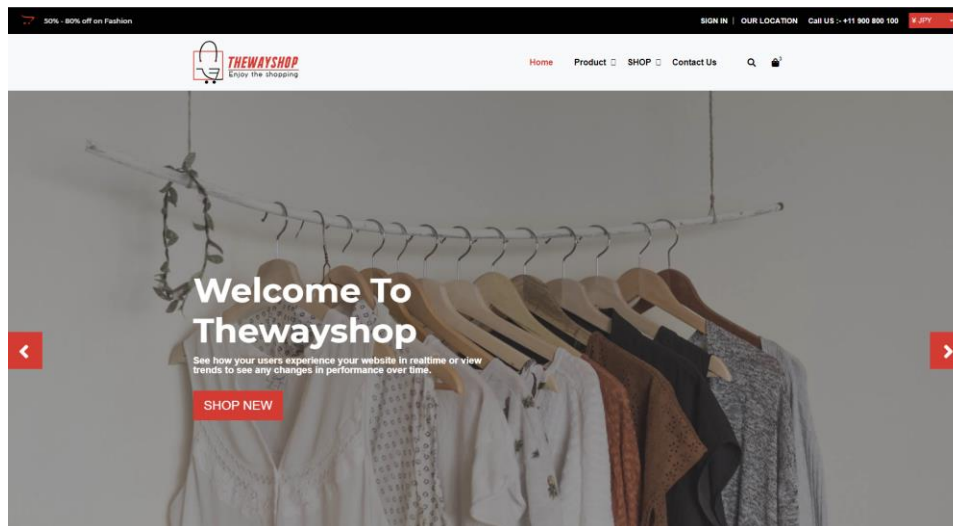 50% - 80% off on Fashion
SIGN IN | OUR LOCATION Call US :- +11 900 800 100 ¥ JPY
THEWAYSHOP
Enjoy the shopping
Home Product SHOP Contact Us 3
Welcome To
Thewayshop
See how your users experience your website in realtime or view
trends to see any changes in performance over time.
SHOP NEW